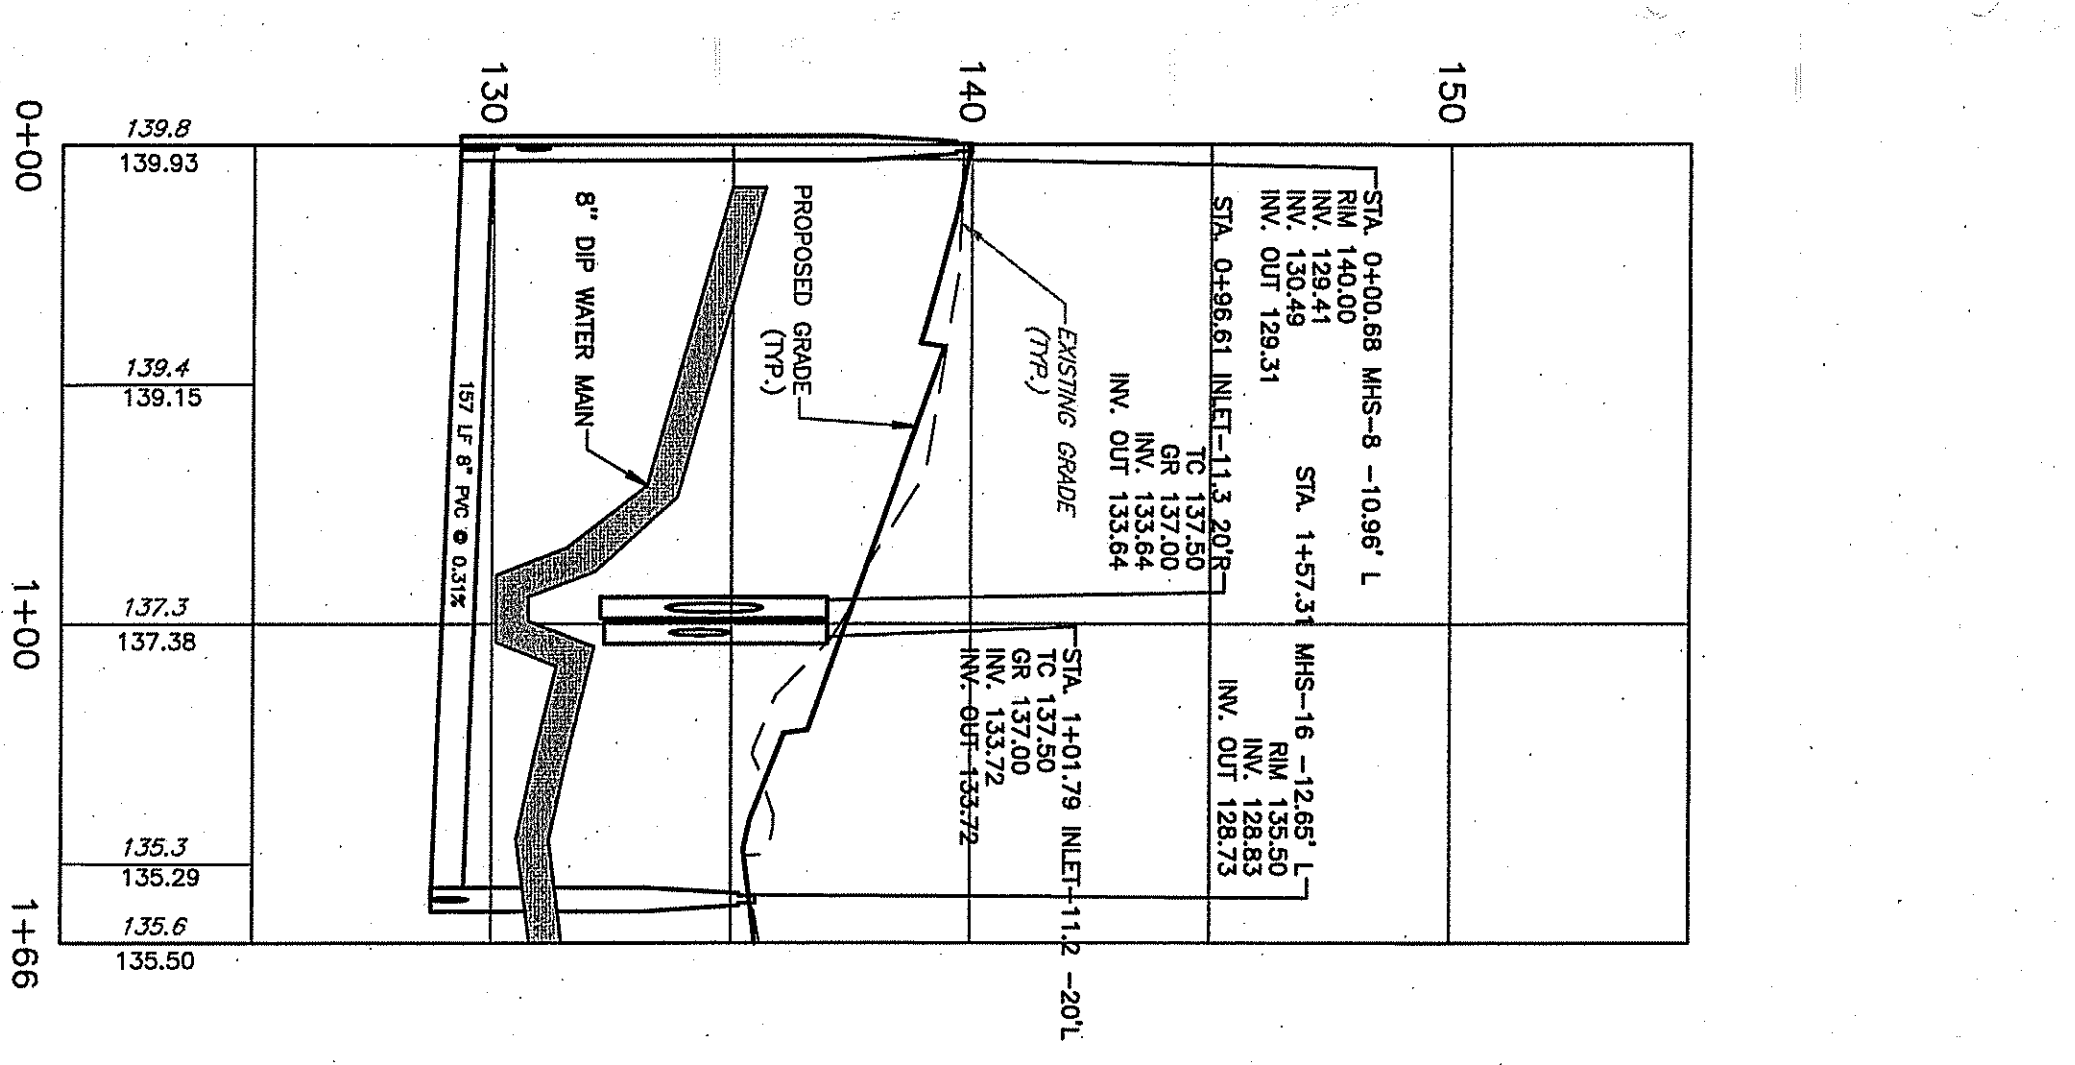 STA. 0+00.68 MHS-8 -10.96' L
RIM 140.00
INV. 129.41
INV. 130.49
INV. OUT 129.31
STA. 1+57.31 MHS-16 -12.65' L
RIM 135.50
INV. 128.83
INV. OUT 128.73
STA. 0+96.61 INLET-11.3 20'R
TC 137.50
GR 137.00
INV. 133.64
INV. OUT 133.64
STA. 1+01.79 INLET-11.2 -20'L
TC 137.50
GR 137.00
INV. 133.72
INV. OUT 133.72
EXISTING GRADE
(TYP.)
PROPOSED GRADE
(TYP.)
8" DIP WATER MAIN
157 LF 8" PVC @ 0.31%
150
140
130
139.8
139.93
139.4
139.15
137.3
137.38
135.3
135.29
135.6
135.50
0+00
1+00
1+66